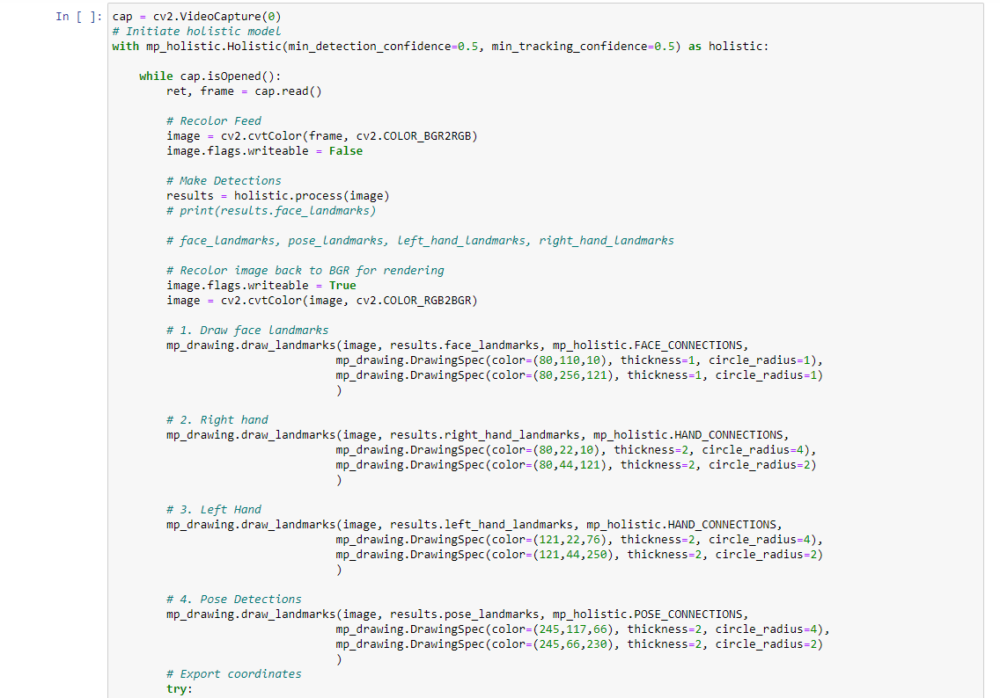 In [ ]: cap = cv2.VideoCapture(0)
# Initiate holistic model
with mp_holistic.Holistic(min_detection_confidence=0.5, min_tracking_confidence=0.5) as holistic:

    while cap.isOpened():
        ret, frame = cap.read()

        # Recolor Feed
        image = cv2.cvtColor(frame, cv2.COLOR_BGR2RGB)
        image.flags.writeable = False

        # Make Detections
        results = holistic.process(image)
        # print(results.face_landmarks)

        # face_landmarks, pose_landmarks, left_hand_landmarks, right_hand_landmarks

        # Recolor image back to BGR for rendering
        image.flags.writeable = True
        image = cv2.cvtColor(image, cv2.COLOR_RGB2BGR)

        # 1. Draw face landmarks
        mp_drawing.draw_landmarks(image, results.face_landmarks, mp_holistic.FACE_CONNECTIONS,
                                 mp_drawing.DrawingSpec(color=(80,110,10), thickness=1, circle_radius=1),
                                 mp_drawing.DrawingSpec(color=(80,256,121), thickness=1, circle_radius=1)
                                 )

        # 2. Right hand
        mp_drawing.draw_landmarks(image, results.right_hand_landmarks, mp_holistic.HAND_CONNECTIONS,
                                 mp_drawing.DrawingSpec(color=(80,22,10), thickness=2, circle_radius=4),
                                 mp_drawing.DrawingSpec(color=(80,44,121), thickness=2, circle_radius=2)
                                 )

        # 3. Left Hand
        mp_drawing.draw_landmarks(image, results.left_hand_landmarks, mp_holistic.HAND_CONNECTIONS,
                                 mp_drawing.DrawingSpec(color=(121,22,76), thickness=2, circle_radius=4),
                                 mp_drawing.DrawingSpec(color=(121,44,250), thickness=2, circle_radius=2)
                                 )

        # 4. Pose Detections
        mp_drawing.draw_landmarks(image, results.pose_landmarks, mp_holistic.POSE_CONNECTIONS,
                                 mp_drawing.DrawingSpec(color=(245,117,66), thickness=2, circle_radius=4),
                                 mp_drawing.DrawingSpec(color=(245,66,230), thickness=2, circle_radius=2)
                                 )
        # Export coordinates
        try: